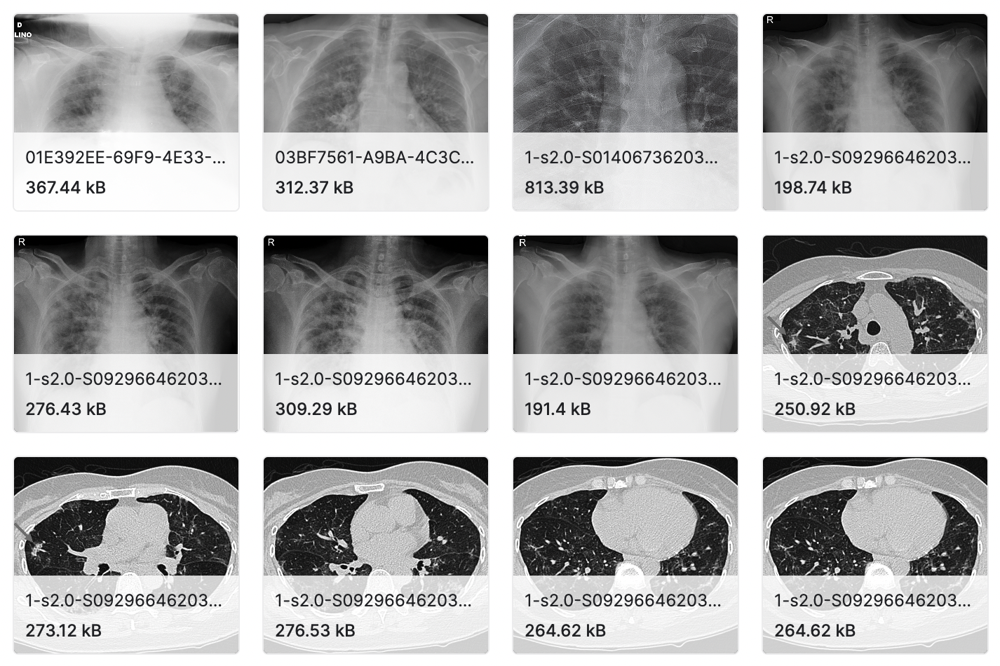 D
LINO
R
01E392EE-69F9-4E33-...
03BF7561-A9BA-4C3C...
1-s2.0-S01406736203...
1-s2.0-S09296646203...
367.44 kB
312.37 kB
813.39 kB
198.74 kB
R
R
R
1-s2.0-S09296646203...
1-s2.0-S09296646203...
1-s2.0-S09296646203...
1-s2.0-S09296646203...
276.43 kB
309.29 kB
191.4 kB
250.92 kB
1-s2.0-S09296646203...
1-s2.0-S09296646203...
1-s2.0-S09296646203...
1-s2.0-S09296646203...
273.12 kB
276.53 kB
264.62 kB
264.62 kB